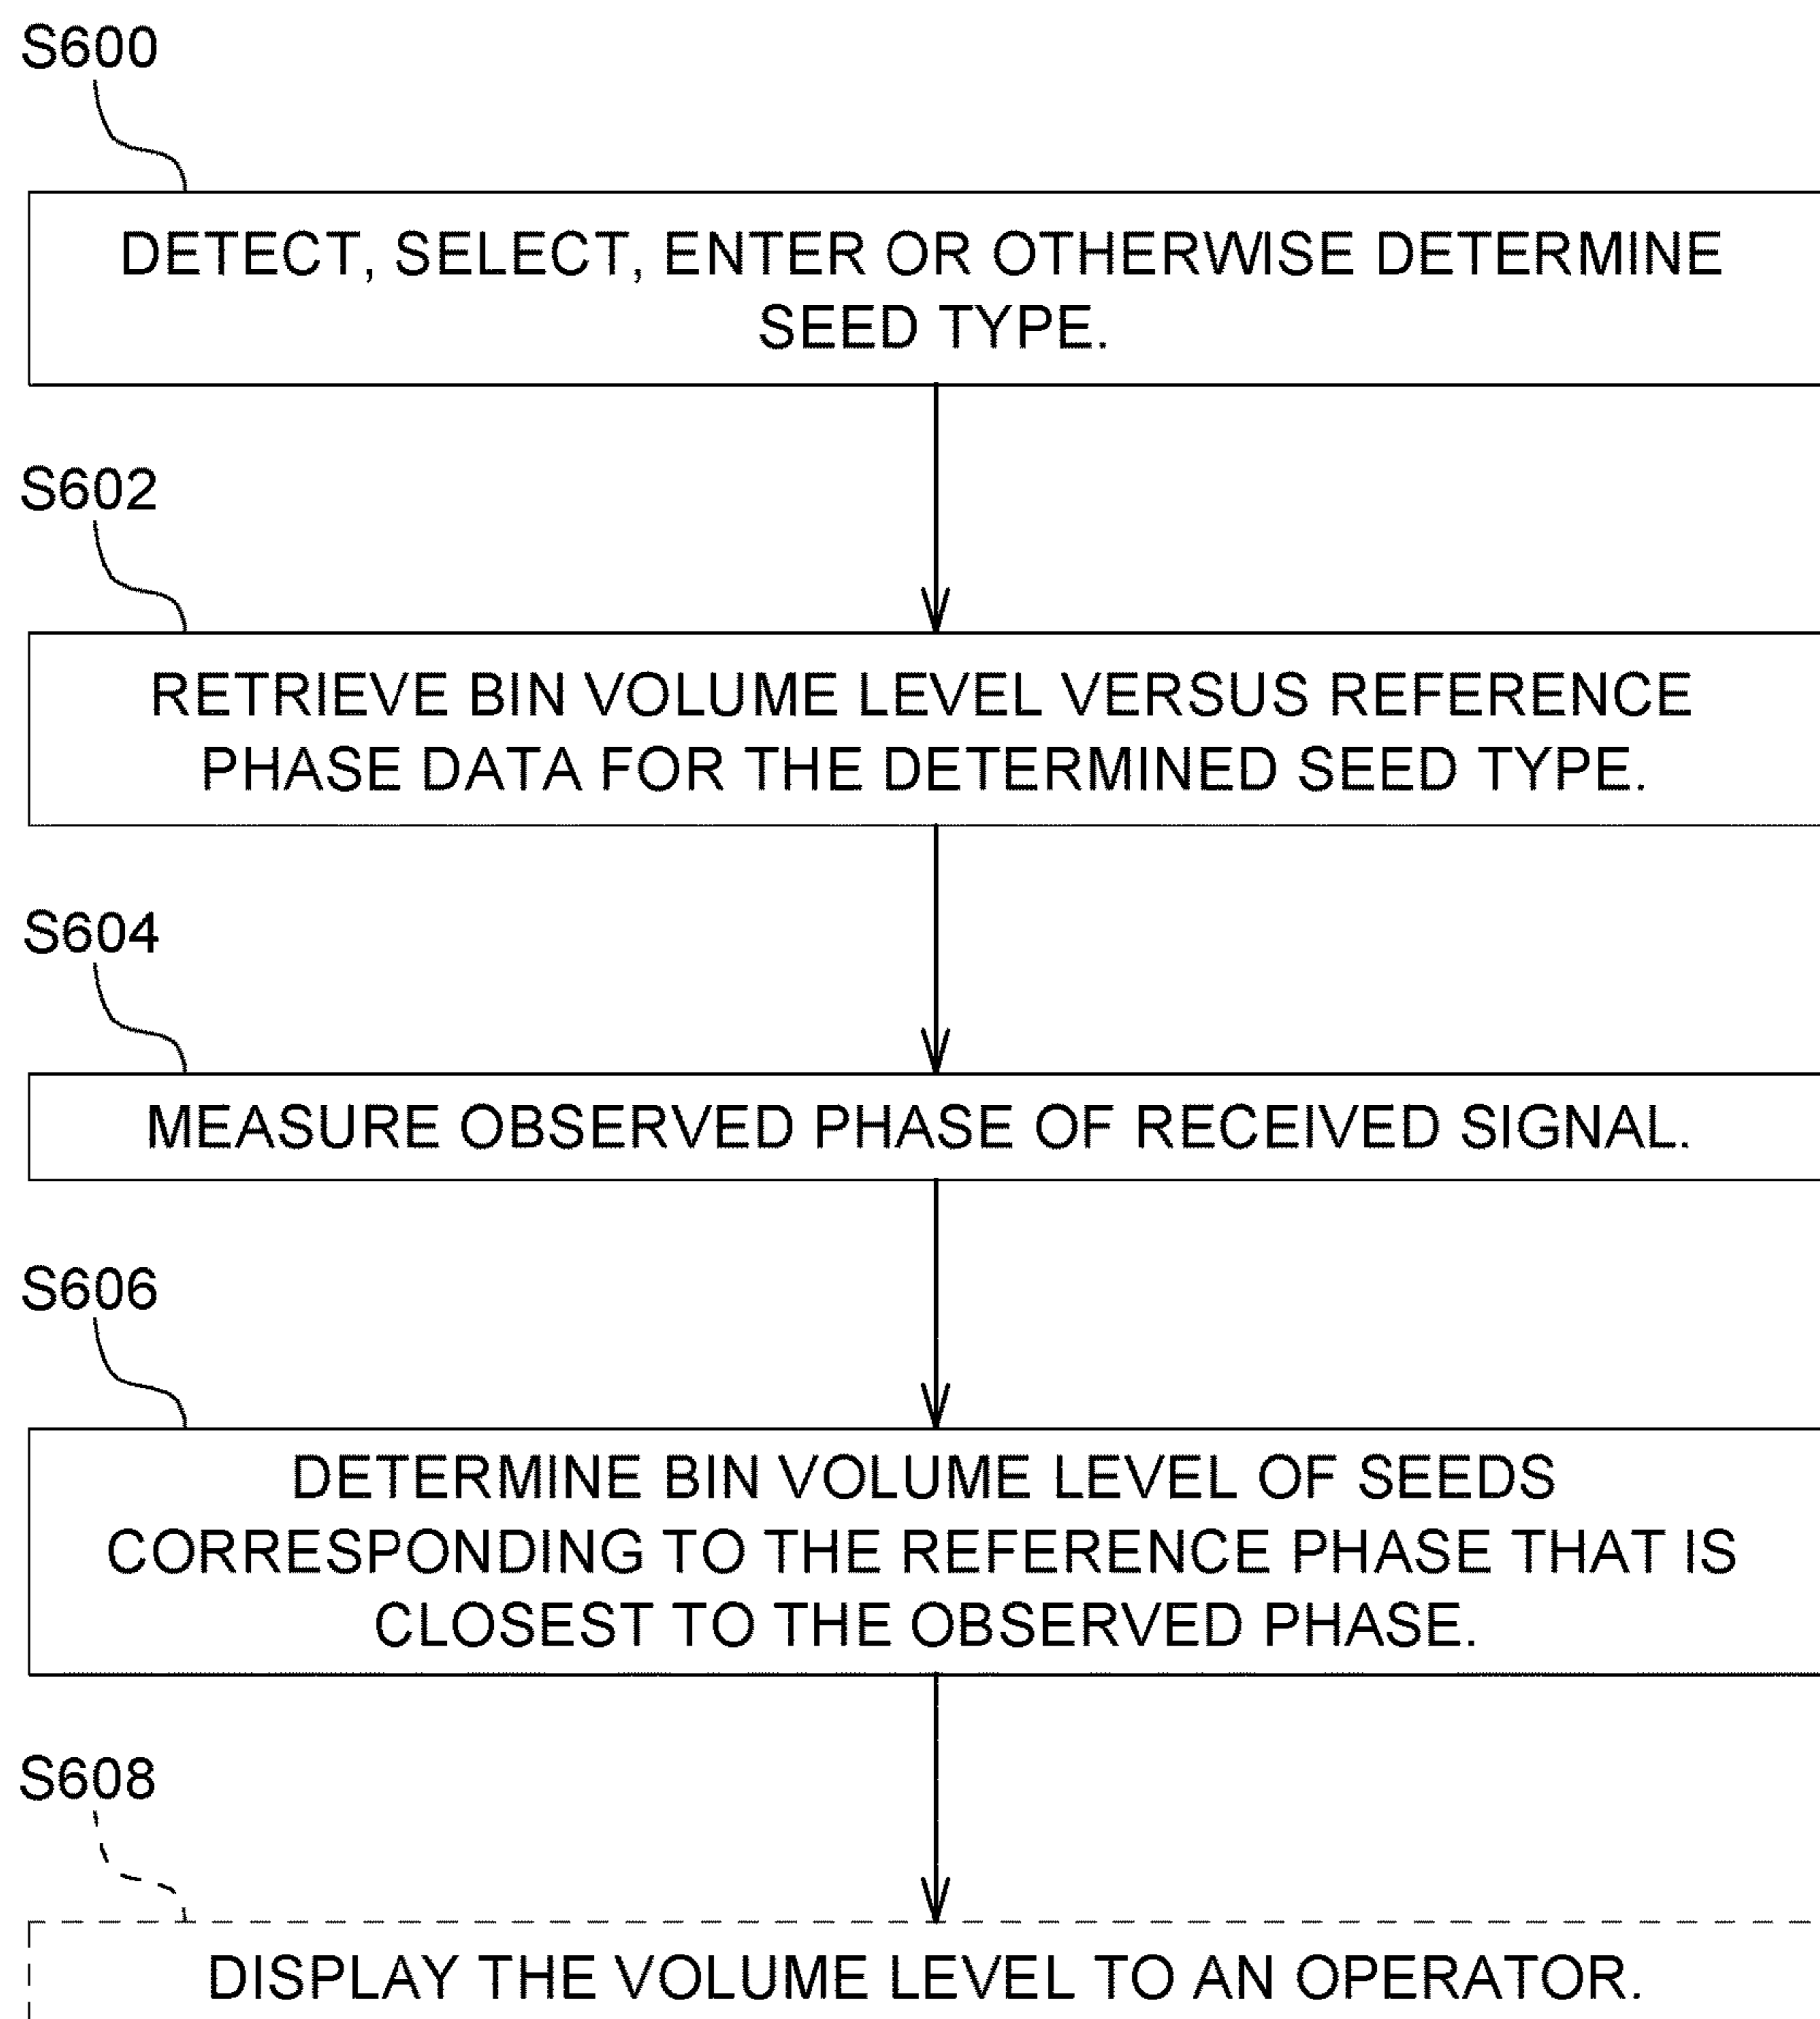 S600
DETECT, SELECT, ENTER OR OTHERWISE DETERMINE
SEED TYPE.
S602
RETRIEVE BIN VOLUME LEVEL VERSUS REFERENCE
PHASE DATA FOR THE DETERMINED SEED TYPE.
S604
MEASURE OBSERVED PHASE OF RECEIVED SIGNAL.
S606
DETERMINE BIN VOLUME LEVEL OF SEEDS
CORRESPONDING TO THE REFERENCE PHASE THAT IS
CLOSEST TO THE OBSERVED PHASE.
S608
DISPLAY THE VOLUME LEVEL TO AN OPERATOR.